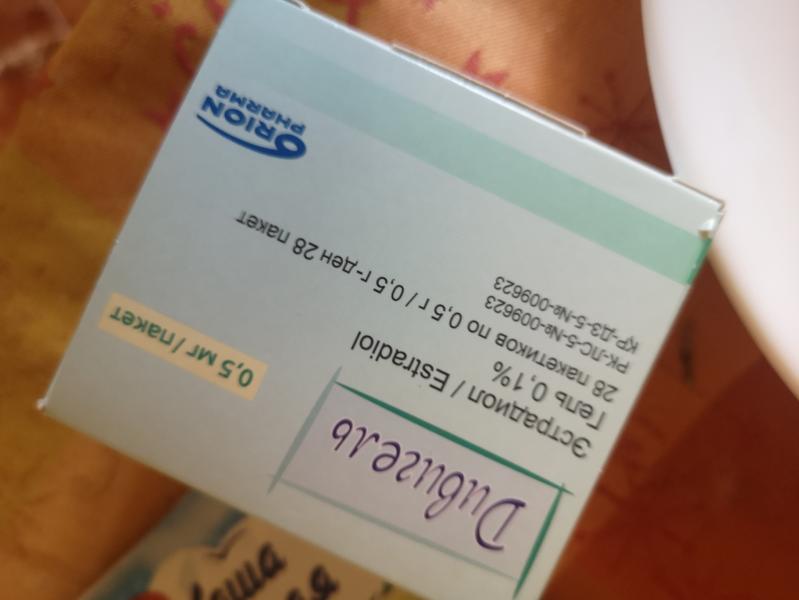 Дивигель
Эстрадиол / Estradiol
Гель 0,1%
28 пакетиков по 0,5 г / 0,5 г-ден 28 пакет
РК-ЛС-5-№-009623
ҚР-ДЗ-5-№-009623
0,5 мг / пакет
ORION
PHARMA